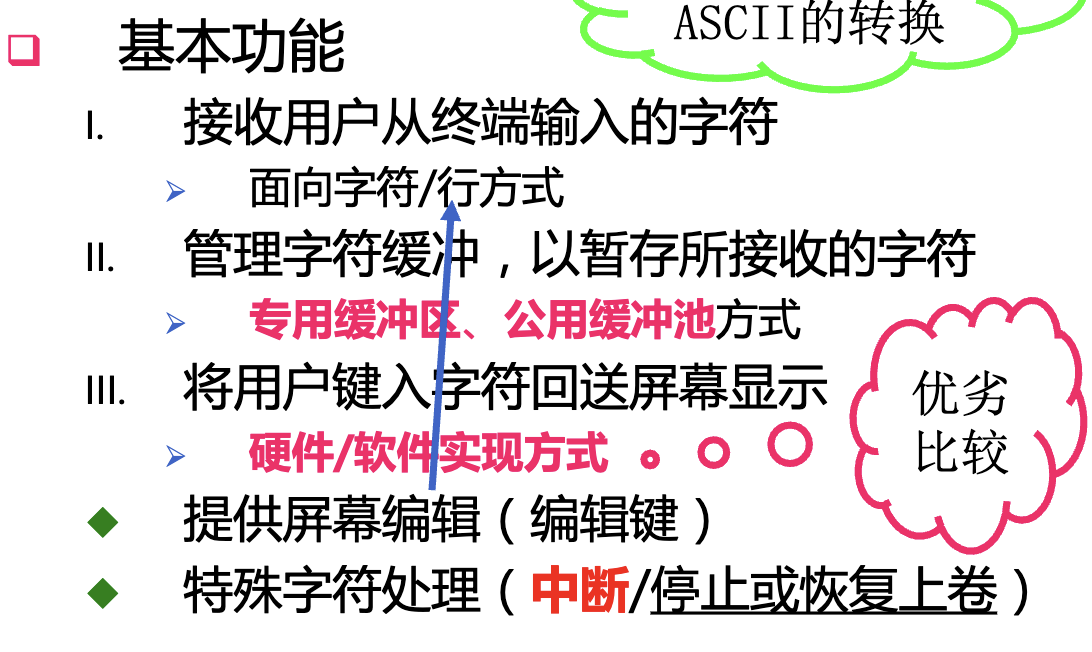 ASCII的转换
基本功能
I. 接收用户从终端输入的字符
面向字符/行方式
II. 管理字符缓冲，以暂存所接收的字符
专用缓冲区、公用缓冲池方式
III. 将用户键入字符回送屏幕显示
硬件/软件实现方式
优劣
比较
提供屏幕编辑（编辑键）
特殊字符处理（中断/停止或恢复上卷）